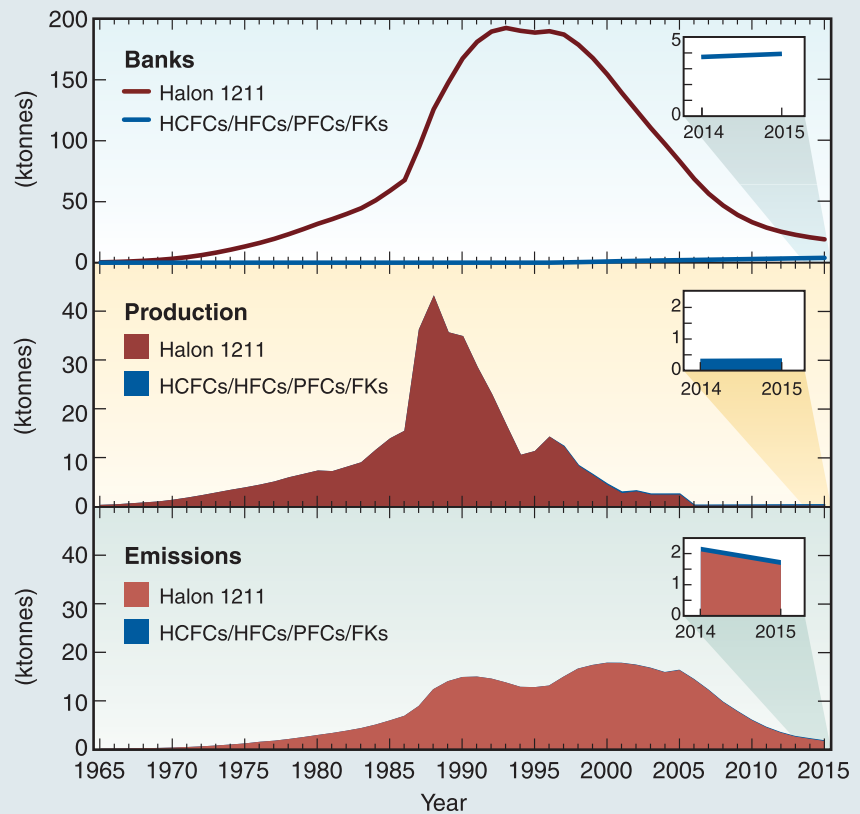 200
150
100
50
0
(ktonnes)
Banks
Halon 1211
HCFCs/HFCs/PFCs/FKs
5
0
2014 2015
40
30
20
10
0
(ktonnes)
Production
Halon 1211
HCFCs/HFCs/PFCs/FKs
2
1
0
2014 2015
40
30
20
10
0
(ktonnes)
Emissions
Halon 1211
HCFCs/HFCs/PFCs/FKs
2
1
0
2014 2015
1965 1970 1975 1980 1985 1990 1995 2000 2005 2010 2015
Year